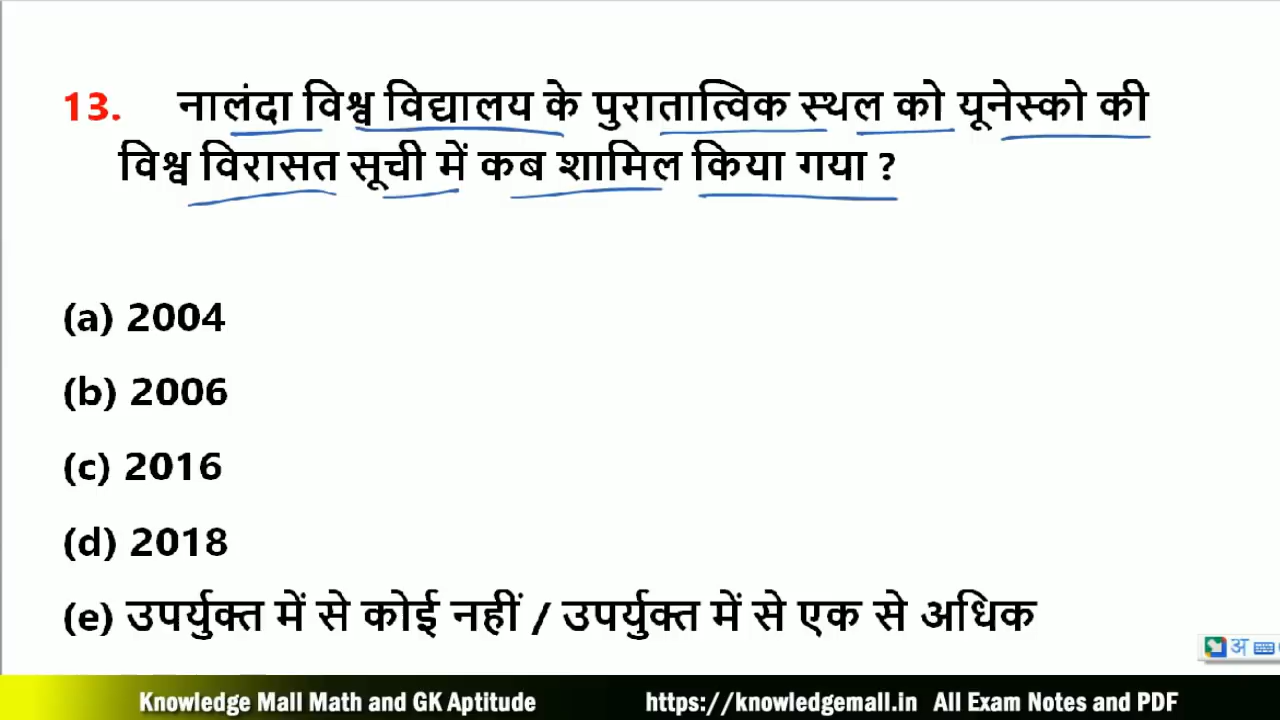 13. नालंदा विश्व विद्यालय के पुरातात्विक स्थल को यूनेस्को की
विश्व विरासत सूची में कब शामिल किया गया ?
(a) 2004
(b) 2006
(c) 2016
(d) 2018
(e) उपर्युक्त में से कोई नहीं / उपर्युक्त में से एक से अधिक
अ
Knowledge Mall Math and GK Aptitude https://knowledgemall.in All Exam Notes and PDF